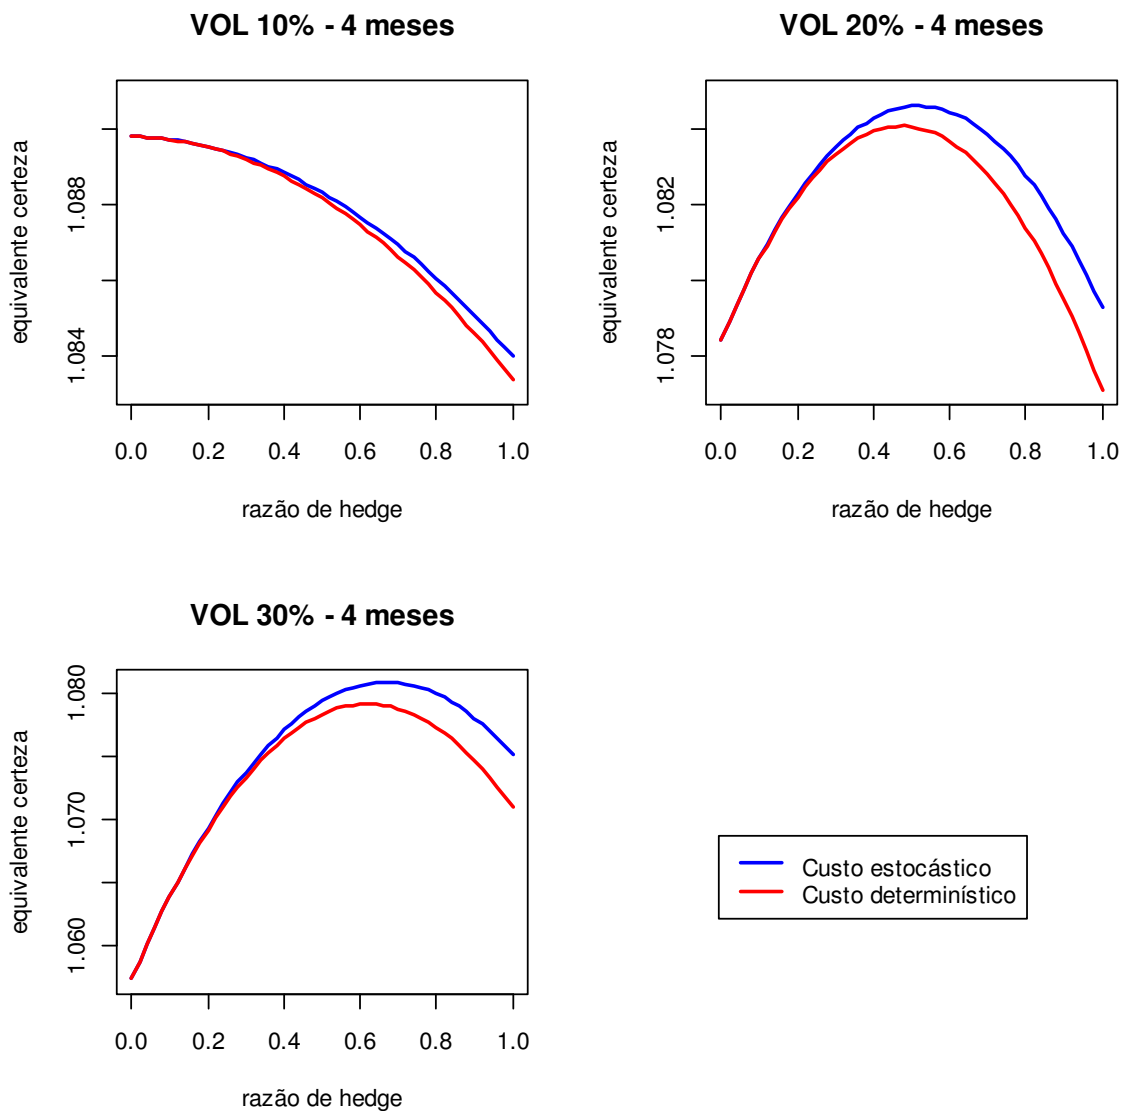 VOL 10% - 4 meses
equivalente certeza
1.088
1.084
0.0 0.2 0.4 0.6 0.8 1.0
razão de hedge
VOL 20% - 4 meses
equivalente certeza
1.082
1.078
0.0 0.2 0.4 0.6 0.8 1.0
razão de hedge
VOL 30% - 4 meses
equivalente certeza
1.080
1.070
1.060
0.0 0.2 0.4 0.6 0.8 1.0
razão de hedge
Custo estocástico
Custo determinístico